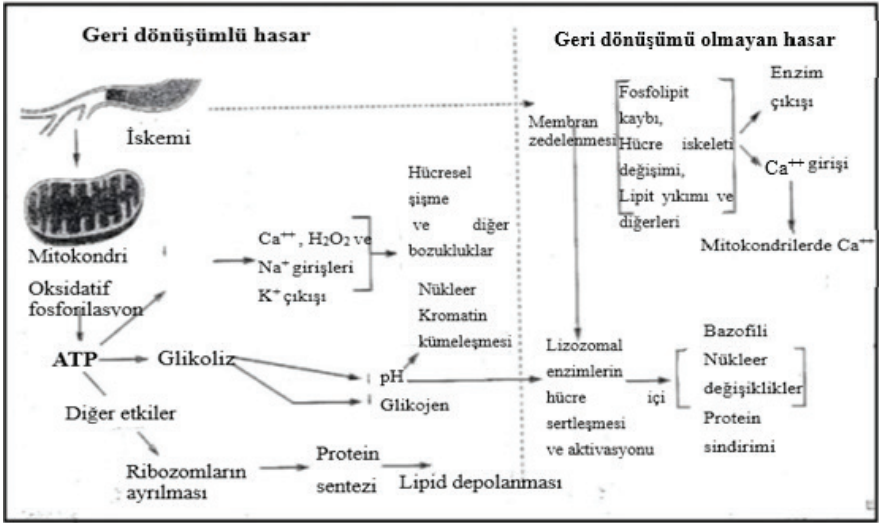 Geri dönüşümlü hasar
Geri dönüşümü olmayan hasar
İskemi
Mitokondri
Oksidatif
fosforilasyon
ATP
Glikoliz
Diğer etkiler
Ribozomların
ayrılması
Protein
sentezi
Lipid depolanması
Ca⁺⁺, H₂O₂ ve
Na⁺ girişleri
K⁺ çıkışı
Hücresel
şişme
ve diğer
bozukluklar
Nükleer
Kromatin
kümeleşmesi
pH
Glikojen
Membran
zedelenmesi
Fosfolipit
kaybı,
Hücre iskeleti
değişimi,
Lipit yıkımı ve
diğerleri
Enzim
çıkışı
Ca⁺⁺ girişi
Mitokondrilerde Ca⁺⁺
Lizozomal
enzimlerin
hücre içi
sertleşmesi
ve aktivasyonu
Bazofili
Nükleer
değişiklikler
Protein
sindirimi